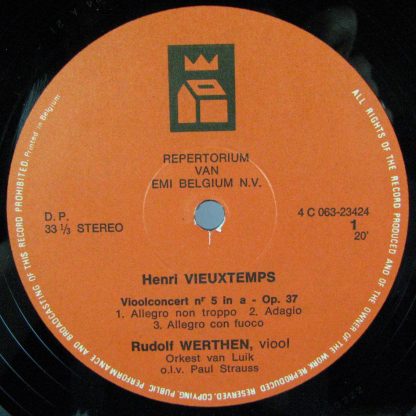 REPERTORIUM
VAN
EMI BELGIUM N.V.
D. P.
33 1/3 STEREO
4 C 063-23424
1
20'
Henri VIEUXTEMPS
Vioolconcert nr 5 in a - Op. 37
1. Allegro non troppo 2. Adagio
3. Allegro con fuoco
Rudolf WERTHEN, viool
Orkest van Luik
o.l.v. Paul Strauss
ALL RIGHTS OF THE RECORD PRODUCER AND OF THE OWNER OF THE WORK REPRODUCED RESERVED. COPYING, PUBLIC PERFORMANCE AND BROADCASTING OF THIS RECORD PROHIBITED. Printed in Belgium